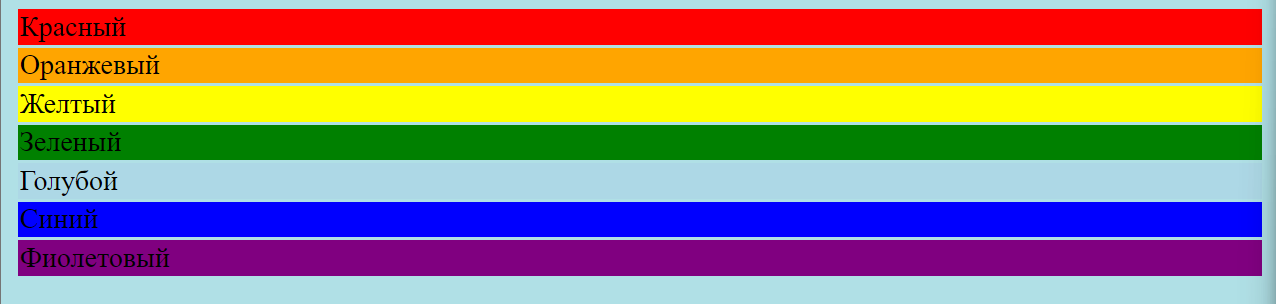 Красный
Оранжевый
Желтый
Зеленый
Голубой
Синий
Фиолетовый